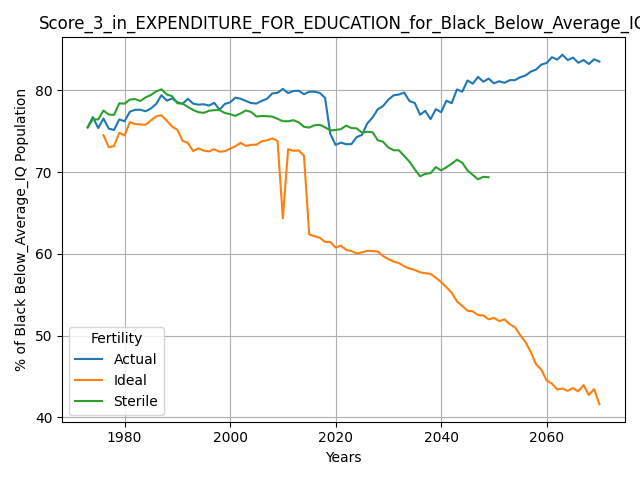 Score_3_in_EXPENDITURE_FOR_EDUCATION_for_Black_Below_Average_IQ
% of Black Below_Average_IQ Population
80
70
60
50
40
Fertility
Actual
Ideal
Sterile
1980 2000 2020 2040 2060
Years